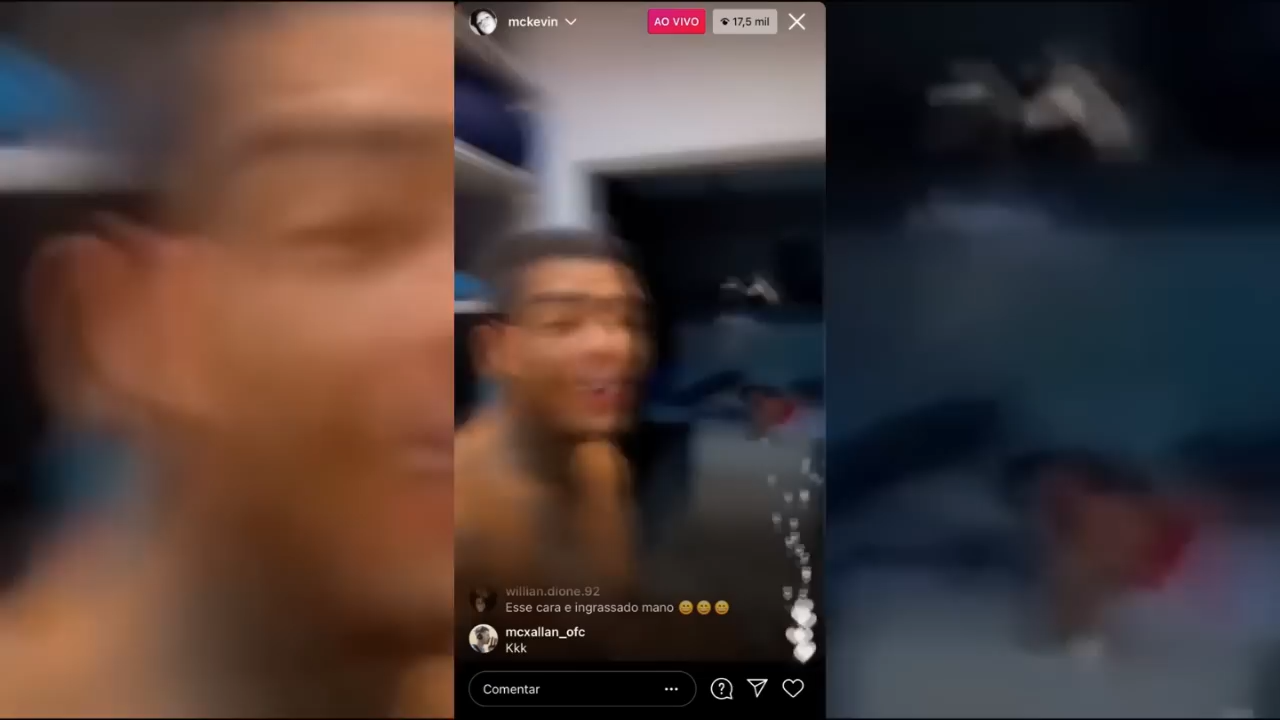 mckevin
AO VIVO
17,5 mil
willian.dione.92
Esse cara e ingrassado mano 😄😄😄
mcxallan_ofc
Kkk
Comentar